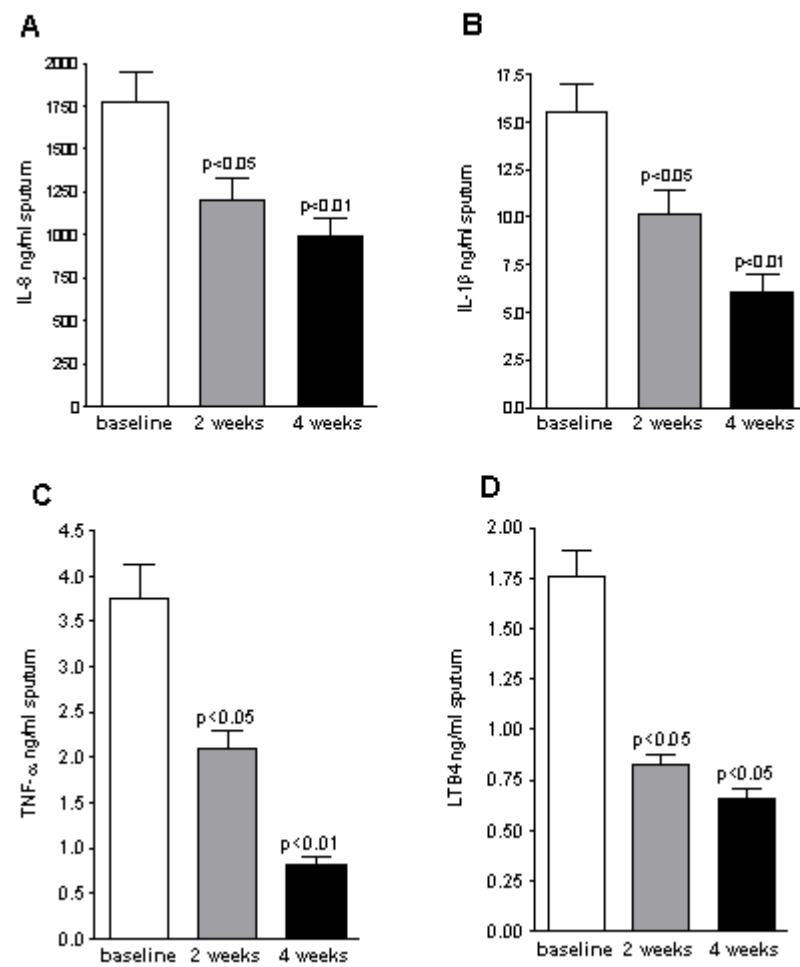 A
IL-8 ng/ml sputum
2000
1750
1500
1250
1000
750
500
250
0
p<0.05
p<0.01
baseline 2 weeks 4 weeks
B
IL-1β ng/ml sputum
17.5
15.0
12.5
10.0
7.5
5.0
2.5
0.0
p<0.05
p<0.01
baseline 2 weeks 4 weeks
C
TNF-α ng/ml sputum
4.5
4.0
3.5
3.0
2.5
2.0
1.5
1.0
0.5
0.0
p<0.05
p<0.01
baseline 2 weeks 4 weeks
D
LTB4 ng/ml sputum
2.00
1.75
1.50
1.25
1.00
0.75
0.50
0.25
0.00
p<0.05
p<0.05
baseline 2 weeks 4 weeks